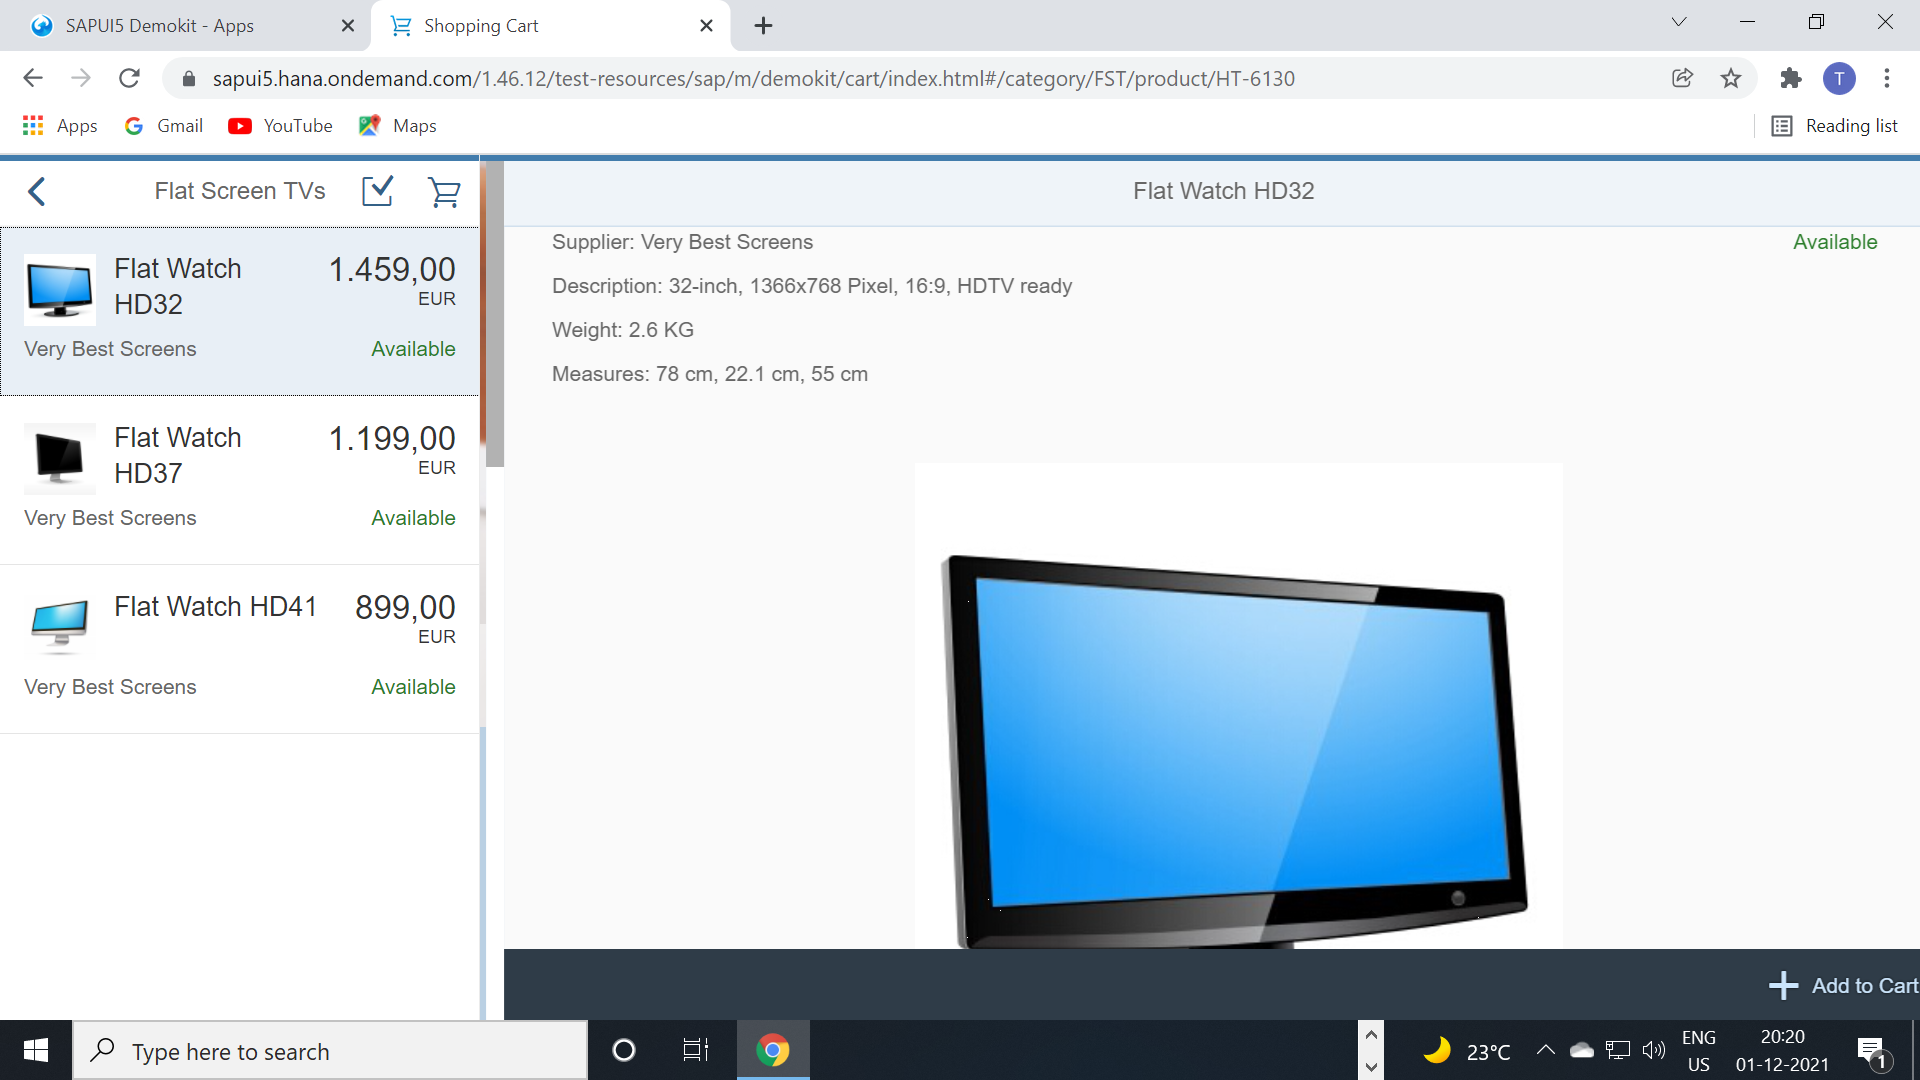 SAPUI5 Demokit - Apps
Shopping Cart
sapui5.hana.ondemand.com/1.46.12/test-resources/sap/m/demokit/cart/index.html#/category/FST/product/HT-6130
T
Apps
Gmail
YouTube
Maps
Reading list
Flat Screen TVs
Flat Watch HD32
Flat Watch
HD32
1.459,00
EUR
Very Best Screens
Available
Flat Watch
HD37
1.199,00
EUR
Very Best Screens
Available
Flat Watch HD41
899,00
EUR
Very Best Screens
Available
Supplier: Very Best Screens
Available
Description: 32-inch, 1366x768 Pixel, 16:9, HDTV ready
Weight: 2.6 KG
Measures: 78 cm, 22.1 cm, 55 cm
Add to Cart
Type here to search
23°C
ENG
US
20:20
01-12-2021
1